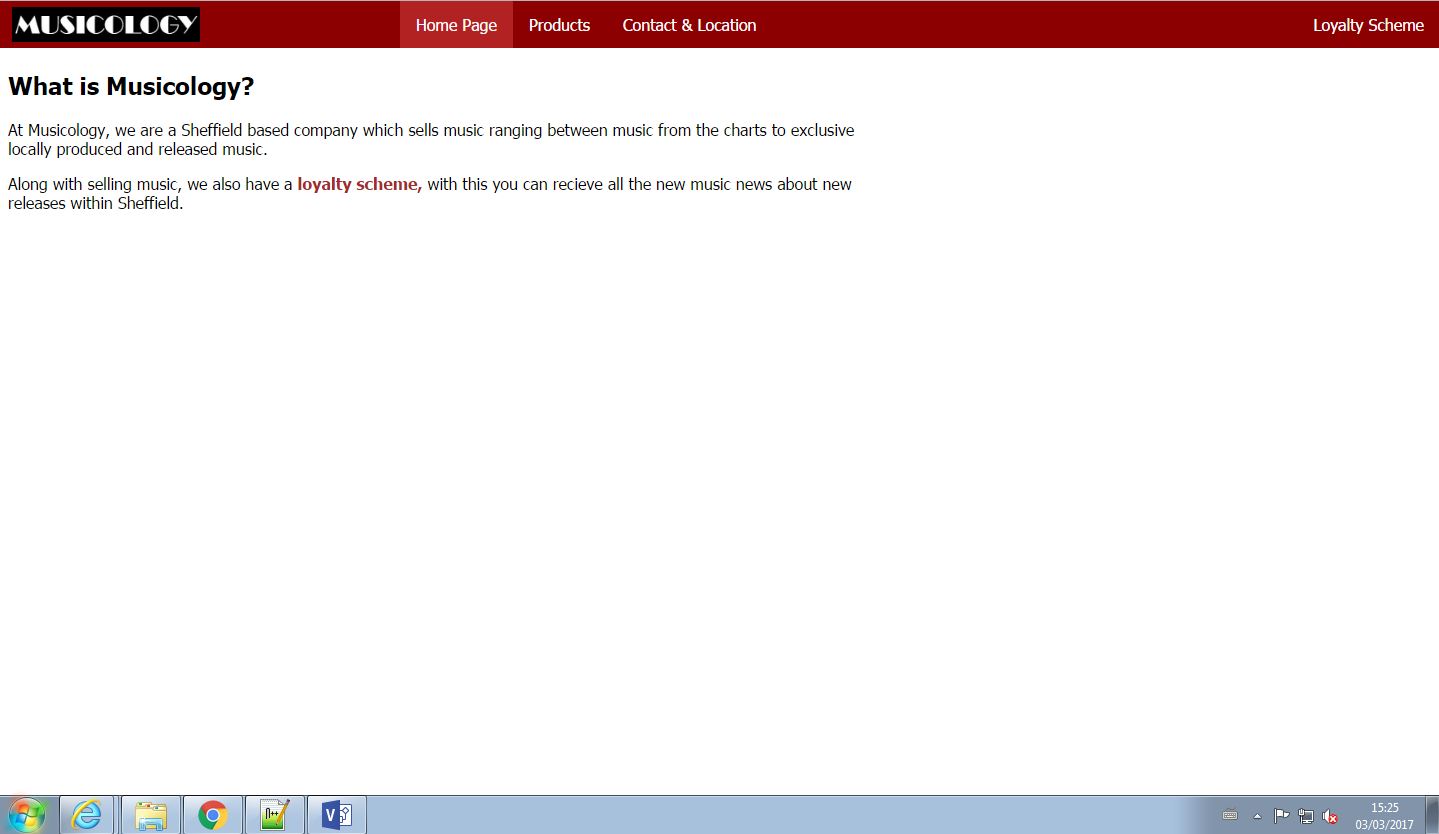 MUSICOLOGY
Home Page
Products
Contact & Location
Loyalty Scheme
What is Musicology?
At Musicology, we are a Sheffield based company which sells music ranging between music from the charts to exclusive
locally produced and released music.
Along with selling music, we also have a loyalty scheme, with this you can recieve all the new music news about new
releases within Sheffield.
n++
V
15:25
03/03/2017